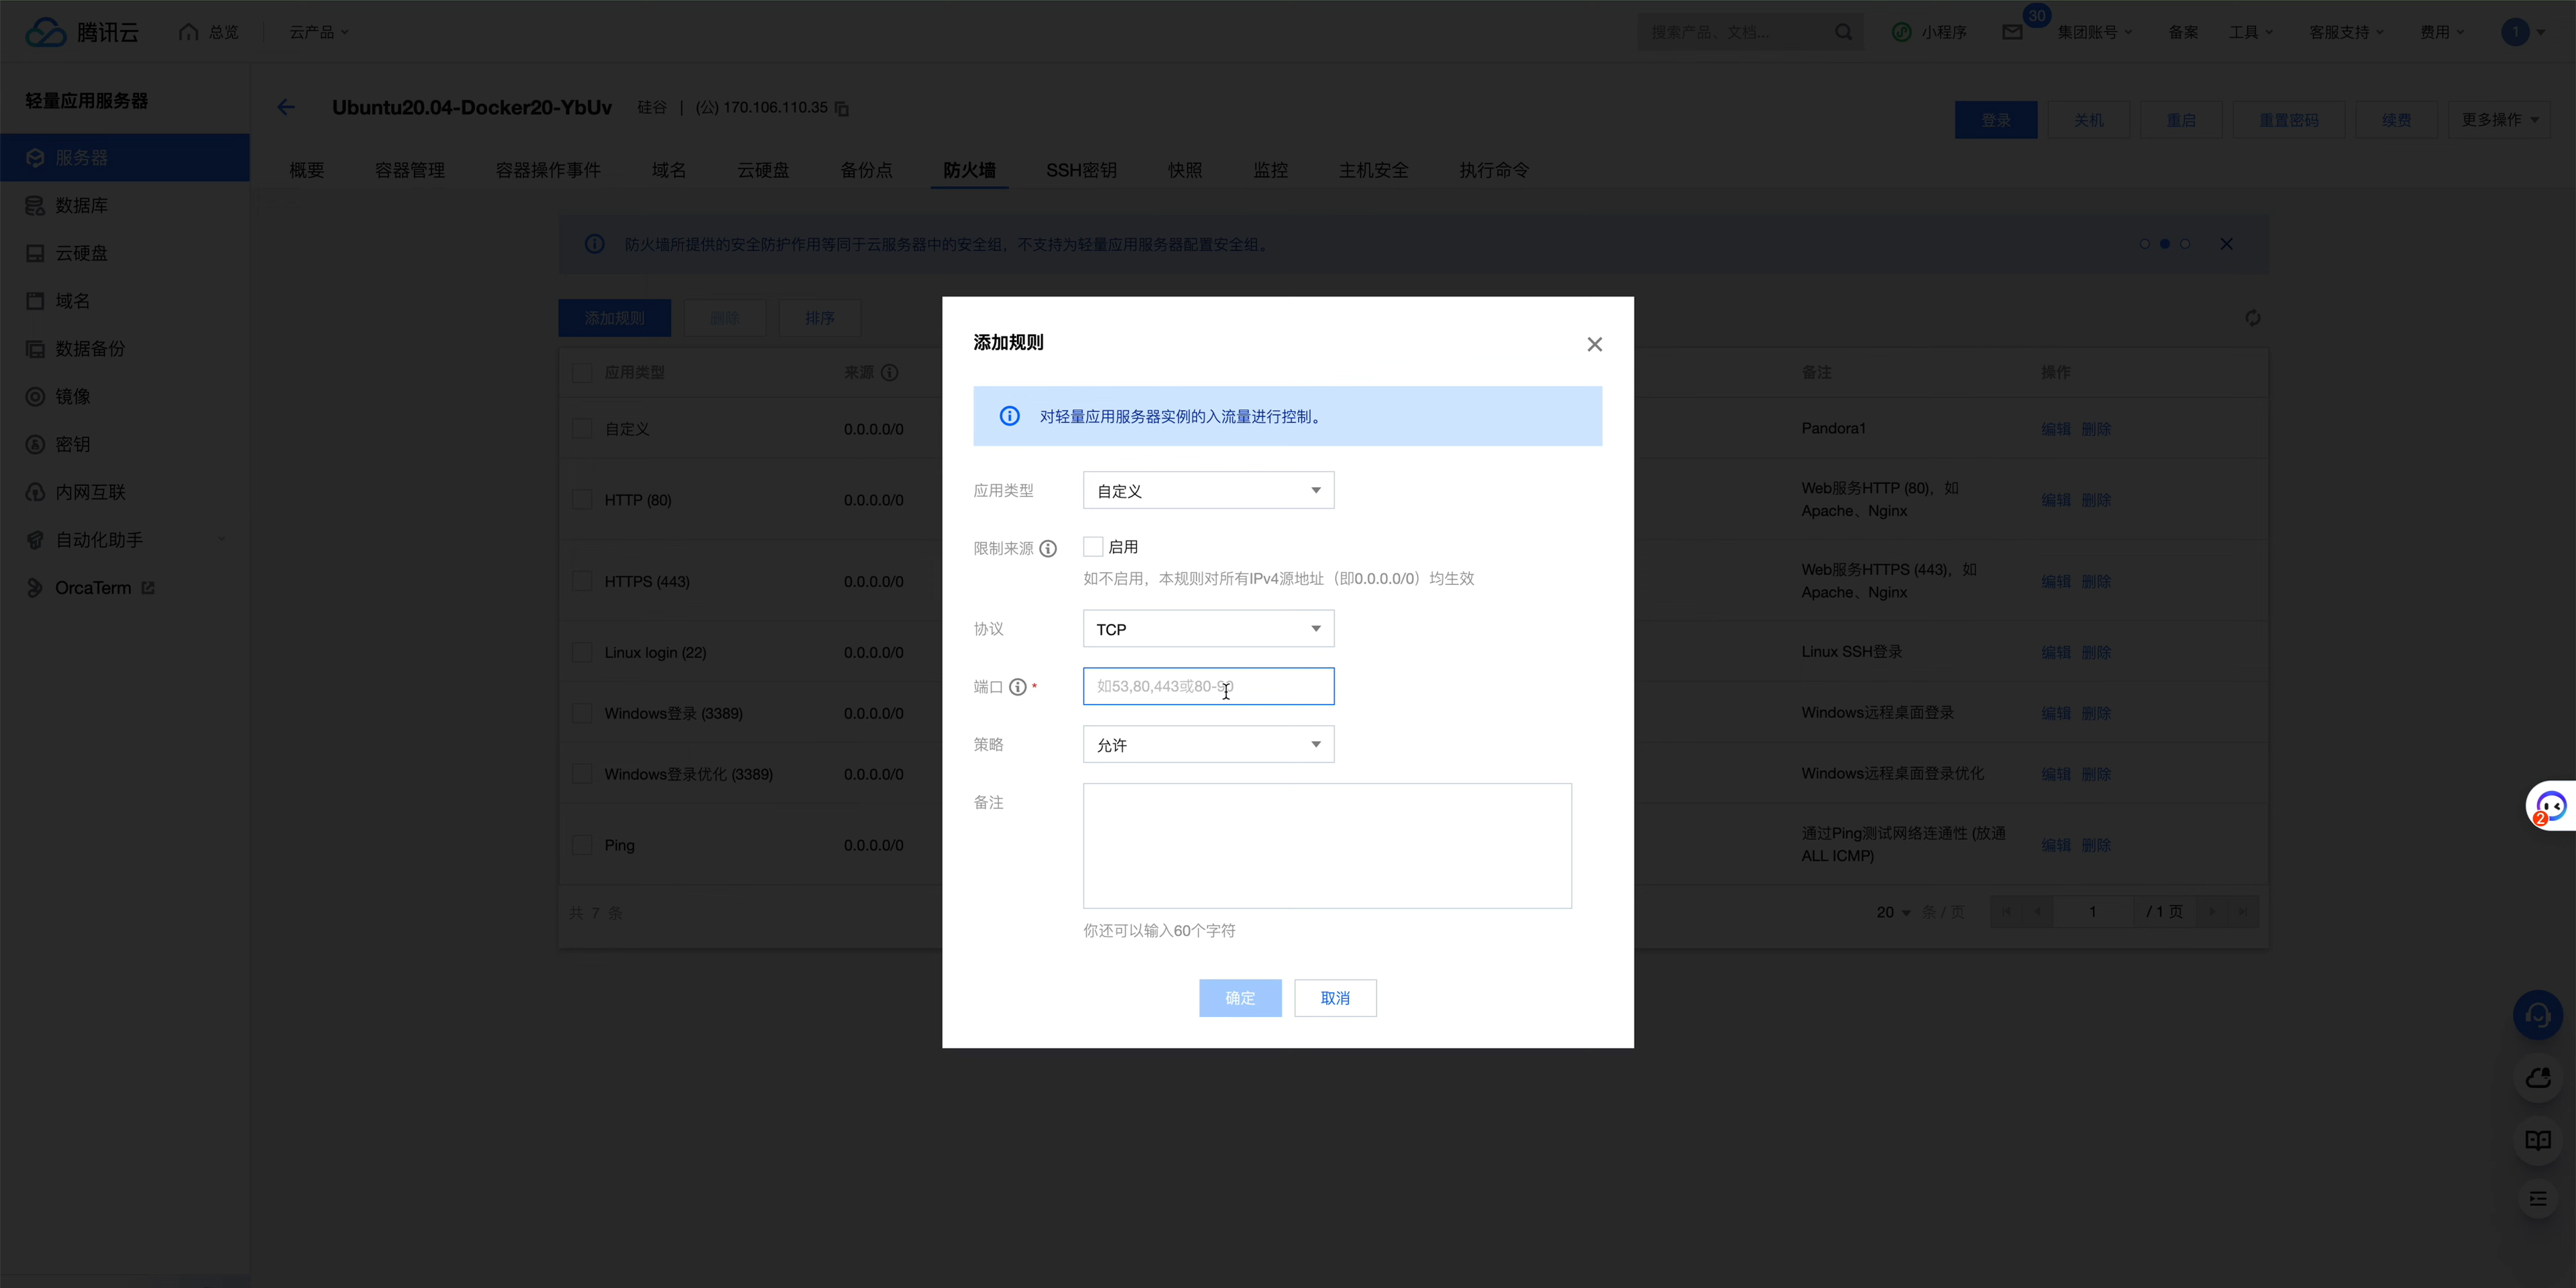 腾讯云
总览
云产品
搜索产品、文档...
小程序
30
集团账号
备案
工具
客服支持
费用
1
轻量应用服务器
服务器
数据库
云硬盘
域名
数据备份
镜像
密钥
内网互联
自动化助手
OrcaTerm
Ubuntu20.04-Docker20-YbUv
硅谷 | (公) 170.106.110.35
登录
关机
重启
重置密码
续费
更多操作
概要
容器管理
容器操作事件
域名
云硬盘
备份点
防火墙
SSH密钥
快照
监控
主机安全
执行命令
防火墙所提供的安全防护作用等同于云服务器中的安全组，不支持为轻量应用服务器配置安全组。
添加规则
删除
排序
应用类型
来源
备注
操作
自定义
0.0.0.0/0
Pandora1
编辑 删除
HTTP (80)
0.0.0.0/0
Web服务HTTP (80)，如
Apache、Nginx
编辑 删除
HTTPS (443)
0.0.0.0/0
Web服务HTTPS (443)，如
Apache、Nginx
编辑 删除
Linux login (22)
0.0.0.0/0
Linux SSH登录
编辑 删除
Windows登录 (3389)
0.0.0.0/0
Windows远程桌面登录
编辑 删除
Windows登录优化 (3389)
0.0.0.0/0
Windows远程桌面登录优化
编辑 删除
Ping
0.0.0.0/0
通过Ping测试网络连通性 (放通
ALL ICMP)
编辑 删除
共 7 条
20 条 / 页
1
/ 1 页
添加规则
对轻量应用服务器实例的入流量进行控制。
应用类型
自定义
限制来源
启用
如不启用，本规则对所有IPv4源地址（即0.0.0.0/0）均生效
协议
TCP
端口 *
如53,80,443或80-90
策略
允许
备注
你还可以输入60个字符
确定
取消
2